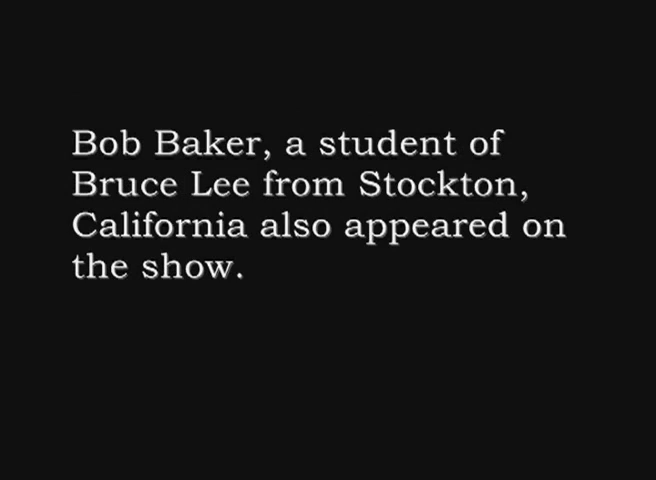 Bob Baker, a student of
Bruce Lee from Stockton,
California also appeared on
the show.